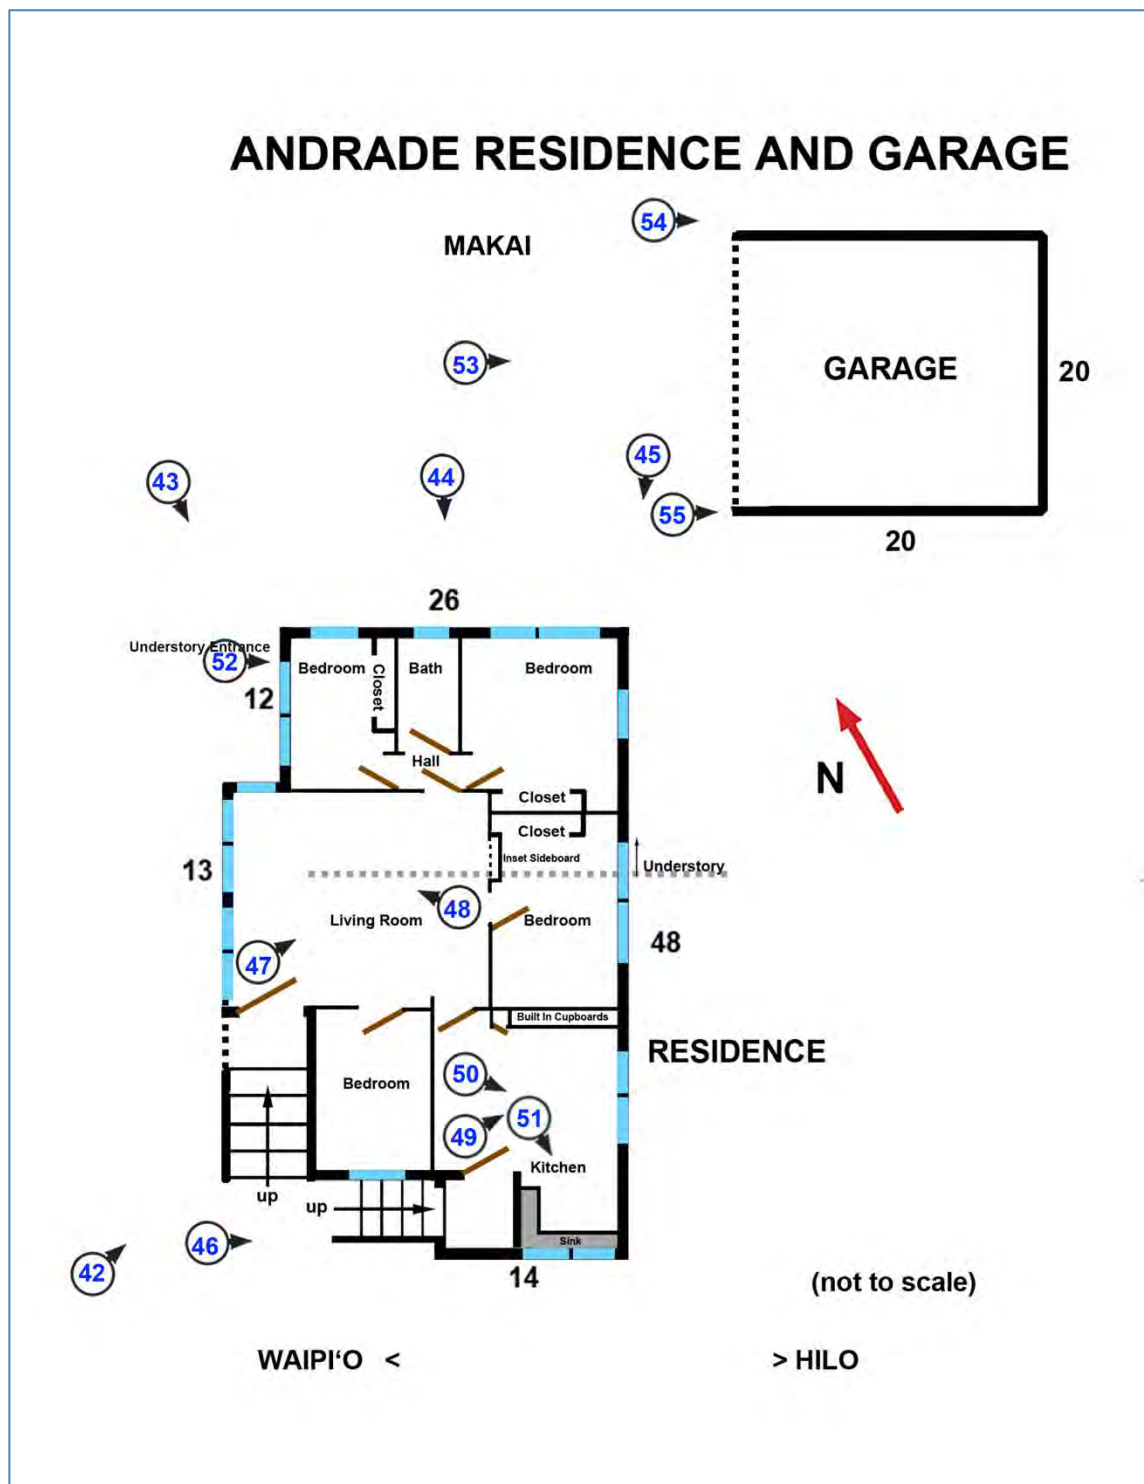 ANDRADE RESIDENCE AND GARAGE
54
MAKAI
53
GARAGE
20
43
44
45
55
20
26
Understory Entrance
52
Bedroom
Closet
Bath
Bedroom
12
Hall
N
Closet
Closet
Inset Sideboard
Understory
13
48
Living Room
Bedroom
47
48
Built In Cupboards
RESIDENCE
50
Bedroom
51
49
Kitchen
up
up
46
Sink
42
14
(not to scale)
WAIPIʻO <
> HILO